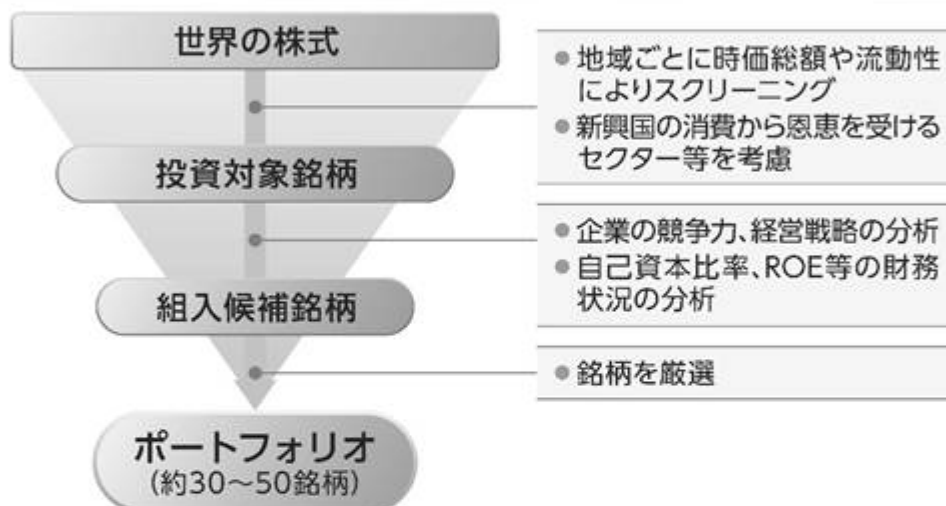 世界の株式
●地域ごとに時価総額や流動性
によりスクリーニング
●新興国の消費から恩恵を受ける
セクター等を考慮
投資対象銘柄
●企業の競争力、経営戦略の分析
●自己資本比率、ROE等の財務
状況の分析
組入候補銘柄
●銘柄を厳選
ポートフォリオ
(約30～50銘柄)